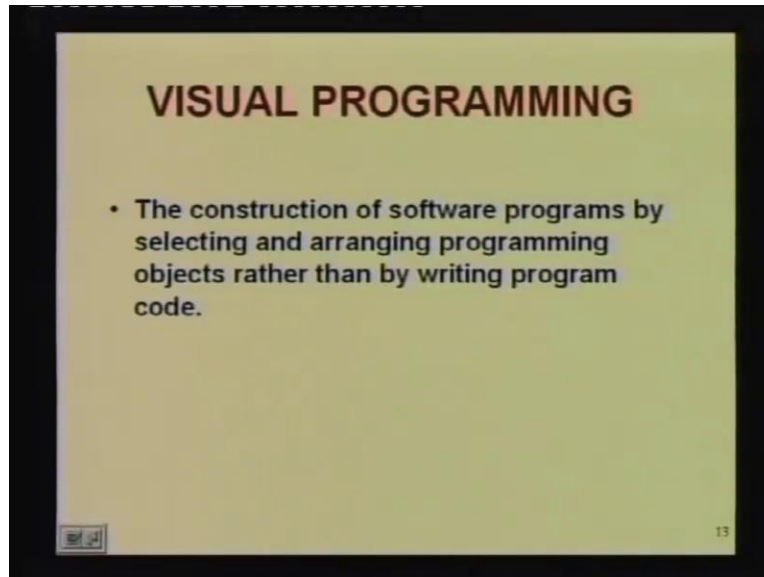 VISUAL PROGRAMMING
• The construction of software programs by
selecting and arranging programming
objects rather than by writing program
code.
13